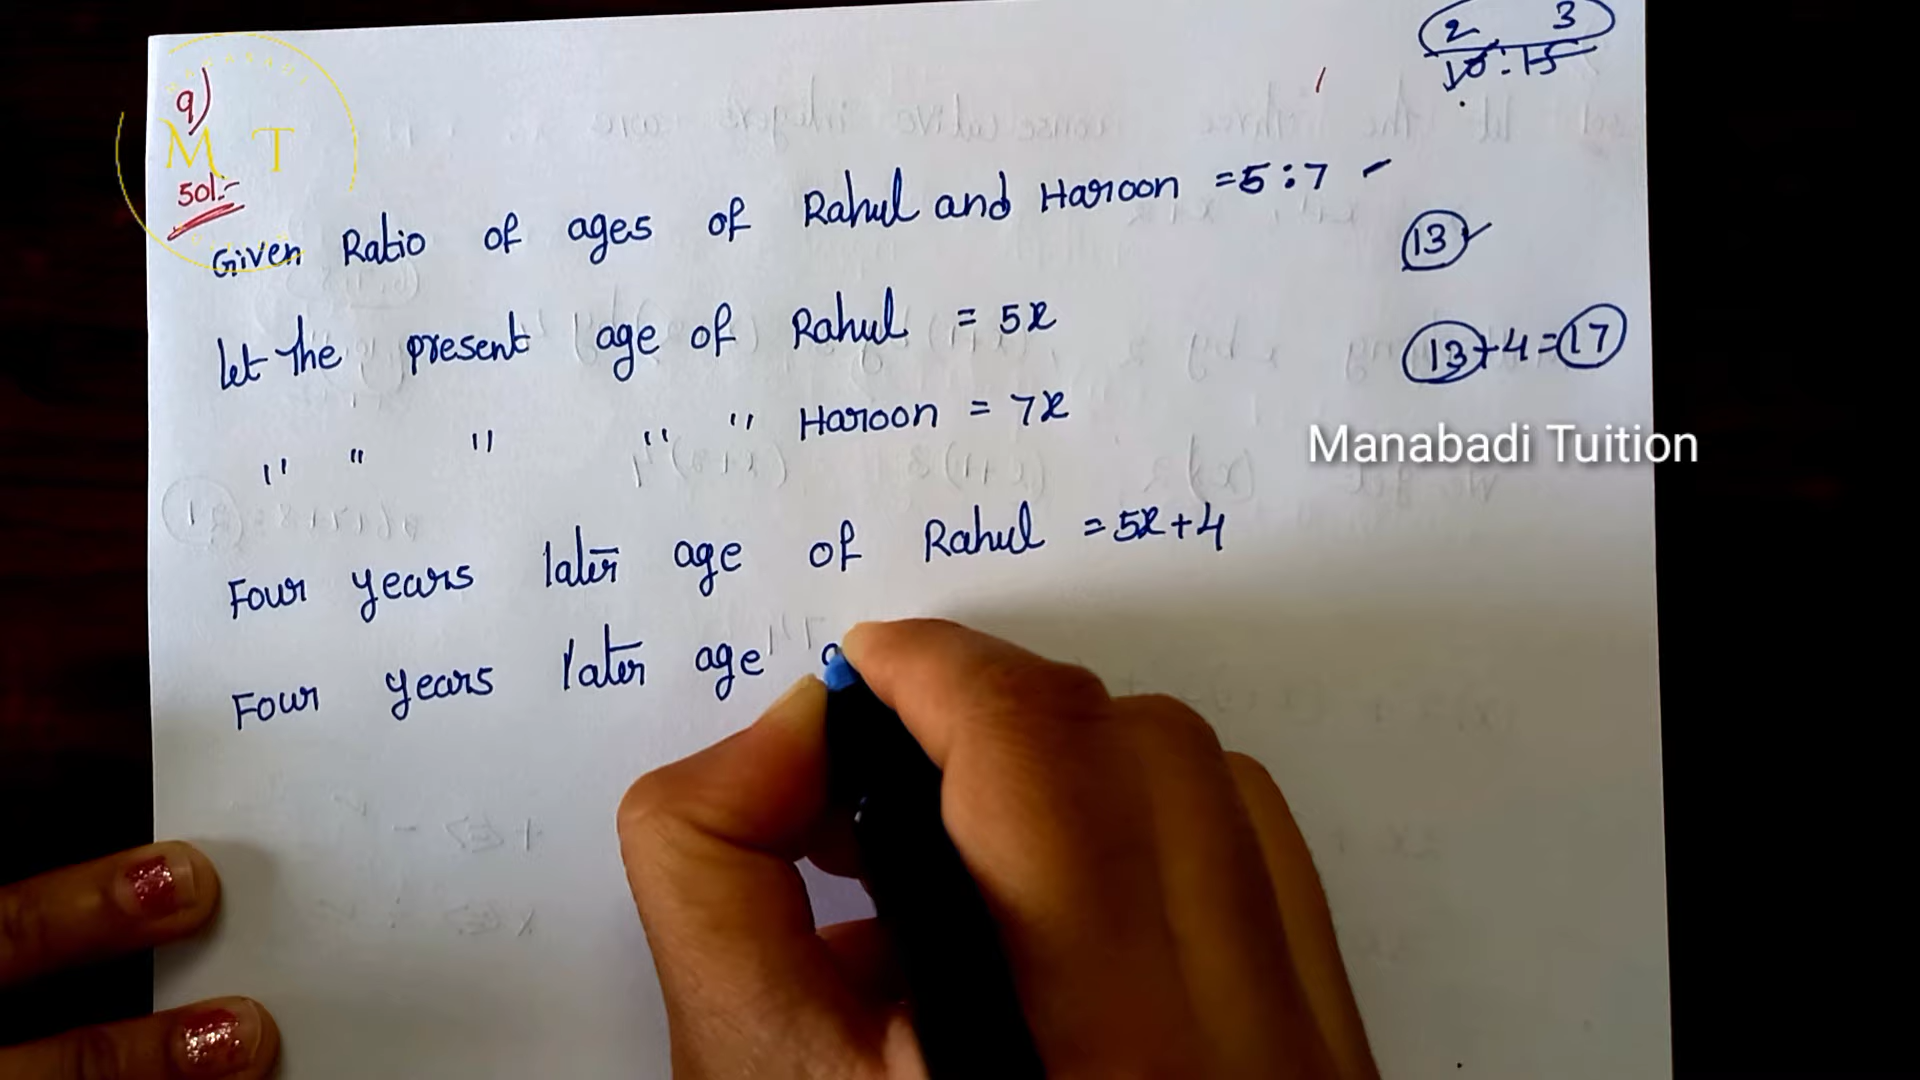 2 3
10:15
9)
M T
Sol:-
Given Ratio of ages of Rahul and Haroon =5:7
13
let the present age of Rahul = 5x
13+4=17
" " " " " Haroon = 7x
Manabadi Tuition
Four years later age of Rahul =5x+4
Four years later age